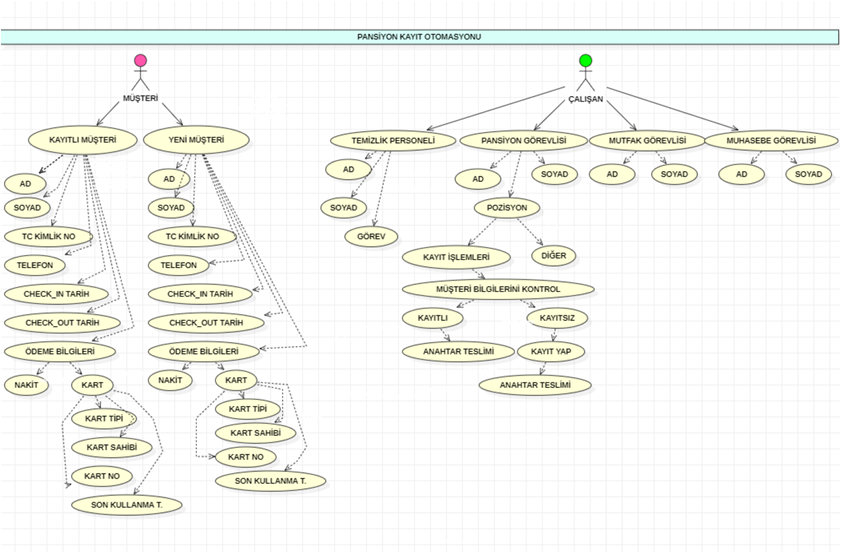 PANSİYON KAYIT OTOMASYONU
MÜŞTERİ
KAYITLI MÜŞTERİ
AD
SOYAD
TC KİMLİK NO
TELEFON
CHECK_IN TARİH
CHECK_OUT TARİH
ÖDEME BİLGİLERİ
NAKİT
KART
KART TİPİ
KART SAHİBİ
KART NO
SON KULLANMA T.
YENİ MÜŞTERİ
AD
SOYAD
TC KİMLİK NO
TELEFON
CHECK_IN TARİH
CHECK_OUT TARİH
ÖDEME BİLGİLERİ
NAKİT
KART
KART TİPİ
KART SAHİBİ
KART NO
SON KULLANMA T.
ÇALIŞAN
TEMİZLİK PERSONELİ
AD
SOYAD
GÖREV
PANSİYON GÖREVLİSİ
AD
SOYAD
POZİSYON
KAYIT İŞLEMLERİ
DİĞER
MÜŞTERİ BİLGİLERİNİ KONTROL
KAYITLI
KAYITSIZ
ANAHTAR TESLİMİ
KAYIT YAP
ANAHTAR TESLİMİ
MUTFAK GÖREVLİSİ
AD
SOYAD
MUHASEBE GÖREVLİSİ
AD
SOYAD